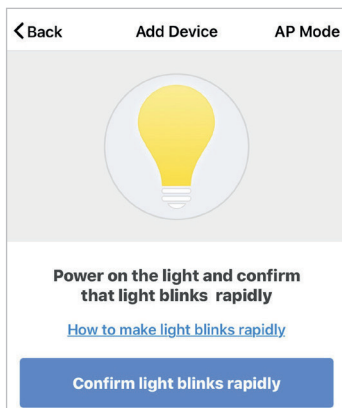 Back Add Device AP Mode
Power on the light and confirm
that light blinks rapidly
How to make light blinks rapidly
Confirm light blinks rapidly